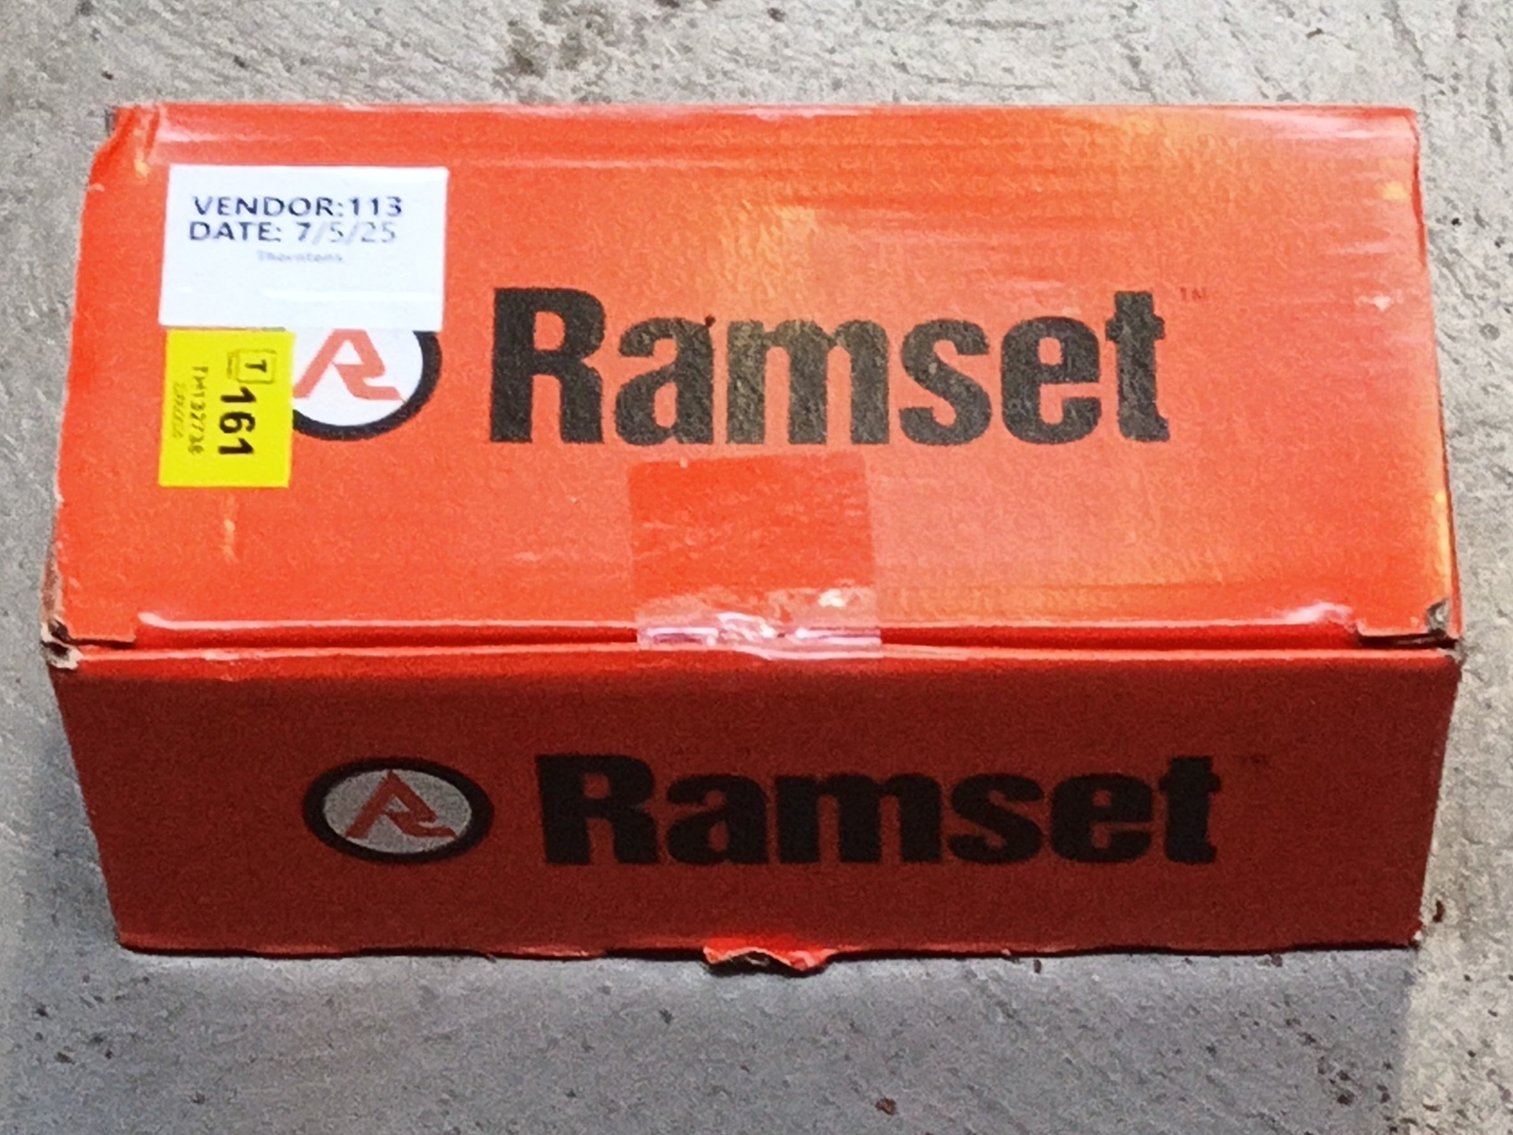 VENDOR:113
DATE: 7/5/25
Thorntons
Ramset™
T
161
Ramset™